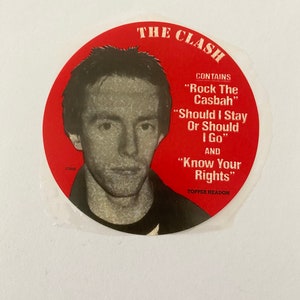 THE CLASH
CONTAINS
"Rock The
Casbah"
"Should I Stay
Or Should
I Go"
AND
"Know Your
Rights"
TOPPER HEADON